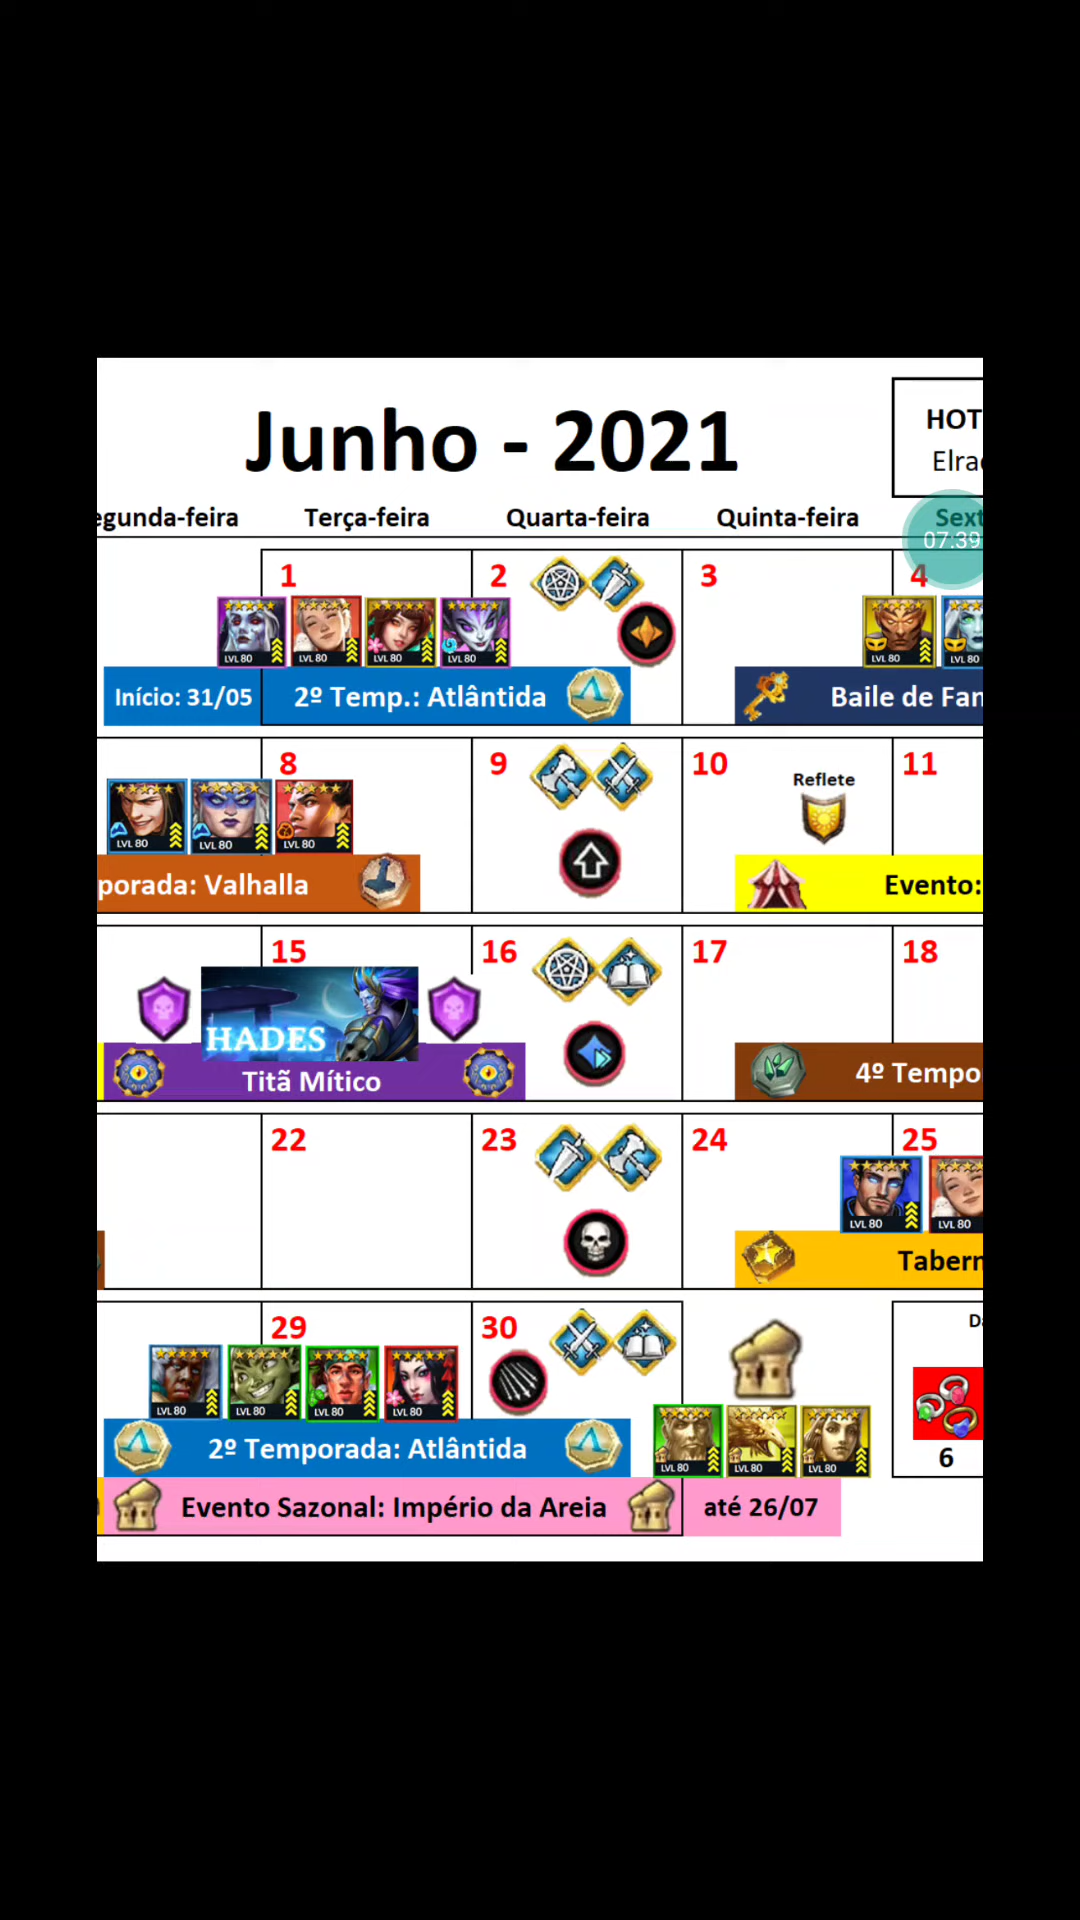 Junho - 2021
HOT
Elra
egunda-feira Terça-feira Quarta-feira Quinta-feira Sext
07:39
1 2 3 4
LVL 80 LVL 80 LVL 80 LVL 80 LVL 80 LVL 80
Início: 31/05 2º Temp.: Atlântida Baile de Fan
8 9 10 11
Reflete
LVL 80 LVL 80 LVL 80
porada: Valhalla Evento:
15 16 17 18
HADES
Titã Mítico 4º Tempo
22 23 24 25
LVL 80 LVL 80
Tabern
29 30
LVL 80 LVL 80 LVL 80 LVL 80
2º Temporada: Atlântida
LVL 80 LVL 80 LVL 80
6
Evento Sazonal: Império da Areia até 26/07